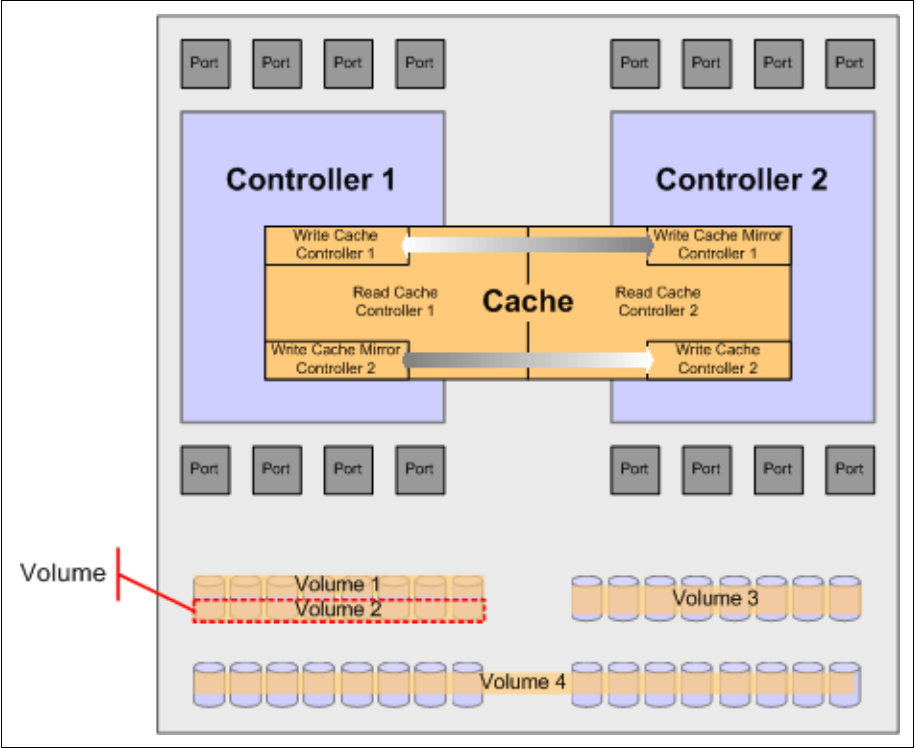 Port Port Port Port Port Port Port Port
Controller 1
Controller 2
Write Cache
Controller 1
Write Cache Mirror
Controller 1
Read Cache
Controller 1
Cache
Read Cache
Controller 2
Write Cache Mirror
Controller 2
Write Cache
Controller 2
Port Port Port Port Port Port Port Port
Volume
Volume 1
Volume 2
Volume 3
Volume 4